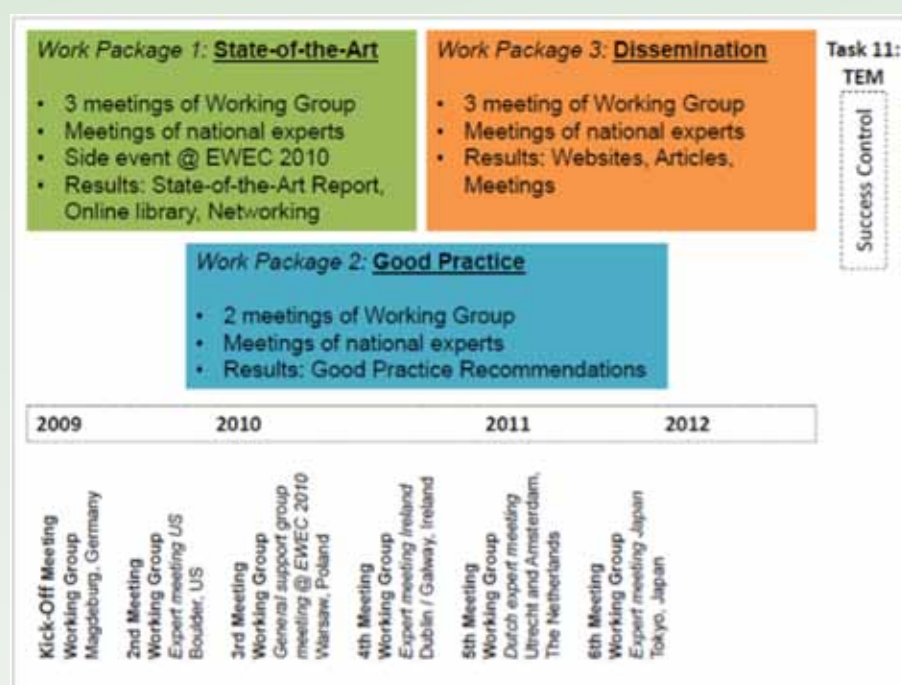 Work Package 1: State-of-the-Art
• 3 meetings of Working Group
• Meetings of national experts
• Side event @ EWEC 2010
• Results: State-of-the-Art Report,
Online library, Networking
Work Package 3: Dissemination
• 3 meeting of Working Group
• Meetings of national experts
• Results: Websites, Articles,
Meetings
Task 11:
TEM
Success Control
Work Package 2: Good Practice
• 2 meetings of Working Group
• Meetings of national experts
• Results: Good Practice Recommendations
2009 2010 2011 2012
Kick-Off Meeting
Working Group
Magdeburg, Germany
2nd Meeting
Working Group
Expert meeting US
Boulder, US
3rd Meeting
Working Group
General support group
meeting @ EWEC 2010
Warsaw, Poland
4th Meeting
Working Group
Expert meeting Ireland
Dublin / Galway, Ireland
5th Meeting
Working Group
Dutch expert meeting
Utrecht and Amsterdam,
The Netherlands
6th Meeting
Working Group
Expert meeting Japan
Tokyo, Japan